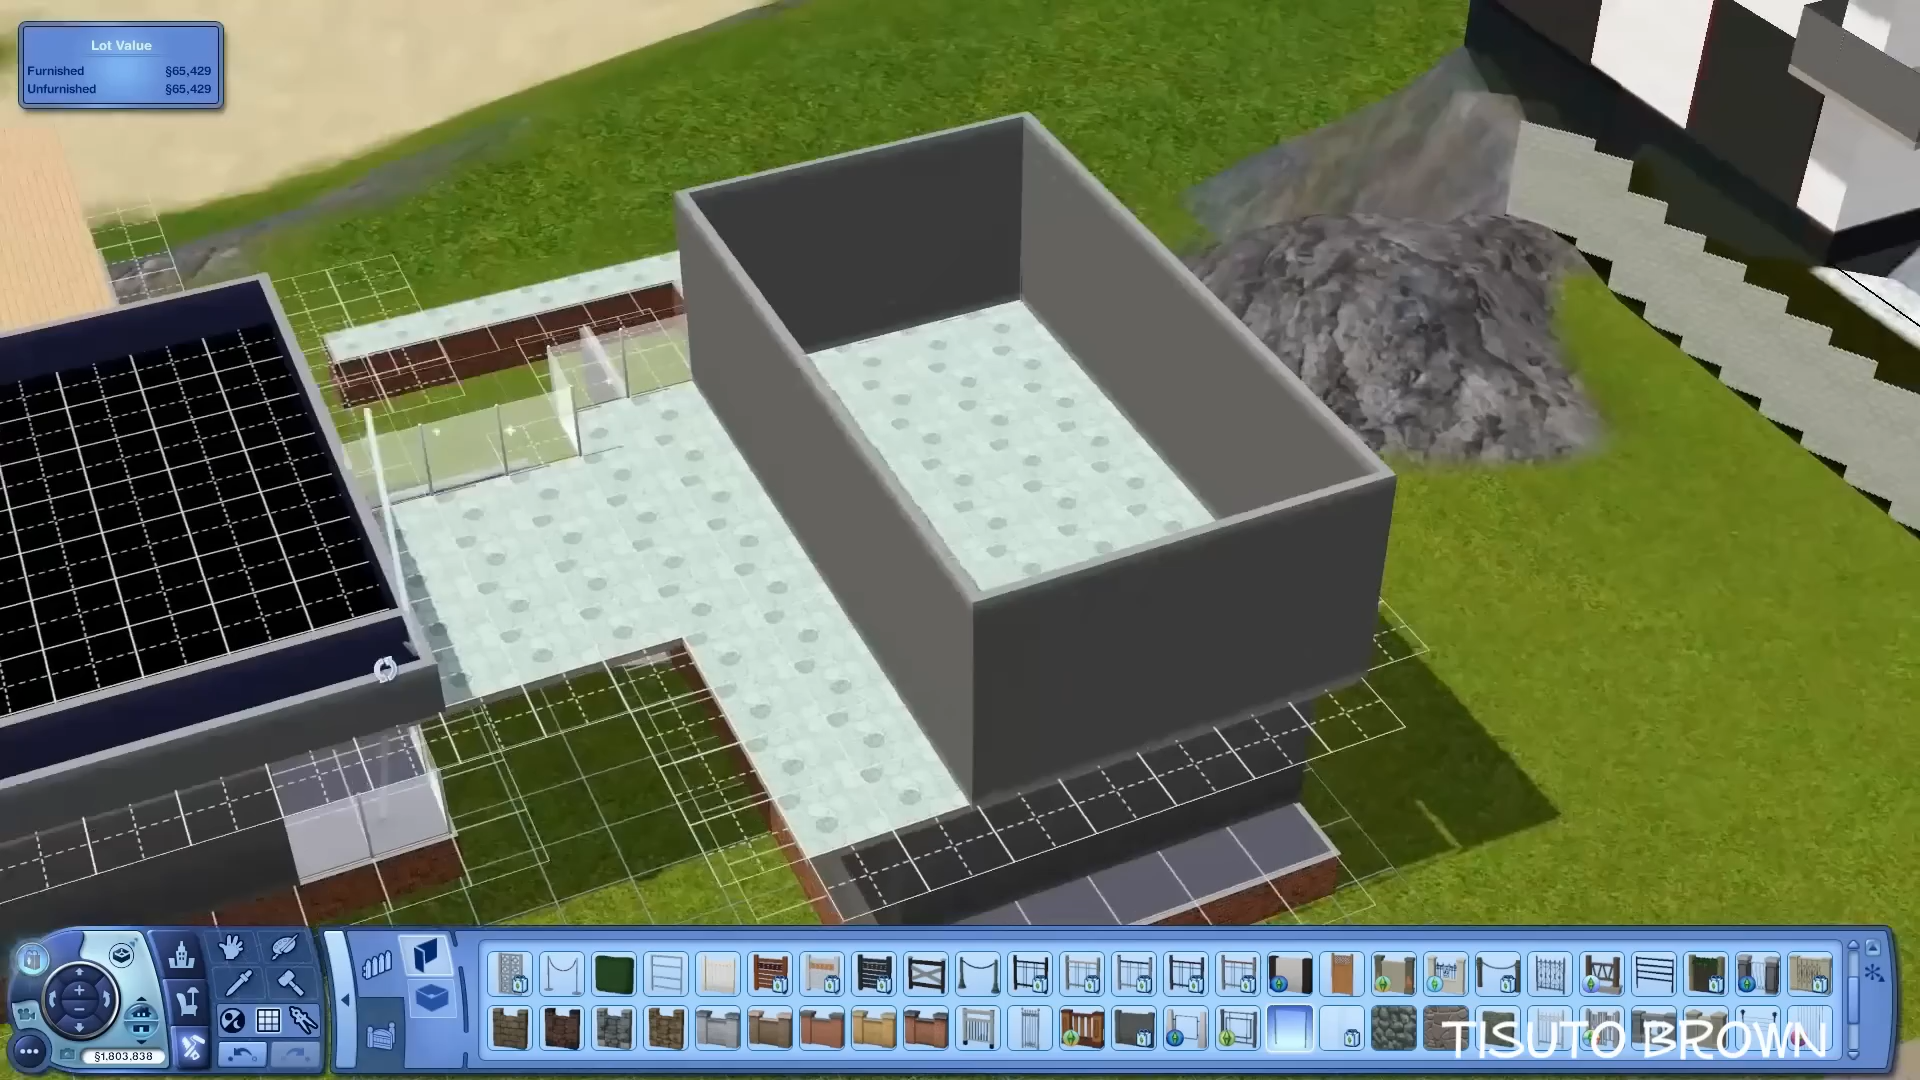 Lot Value
Furnished §65,429
Unfurnished §65,429
§1,803,838
TISUTO BROWN